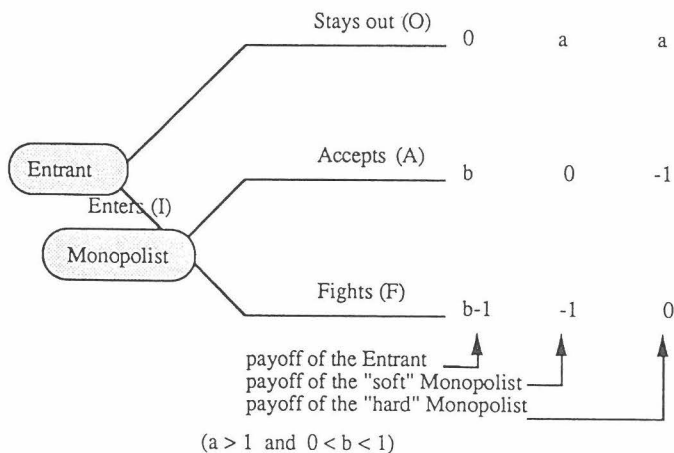 Stays out (O) 0 a a
Entrant
Accepts (A) b 0 -1
Enters (I)
Monopolist
Fights (F) b-1 -1 0
payoff of the Entrant
payoff of the "soft" Monopolist
payoff of the "hard" Monopolist
(a > 1 and 0 < b < 1)